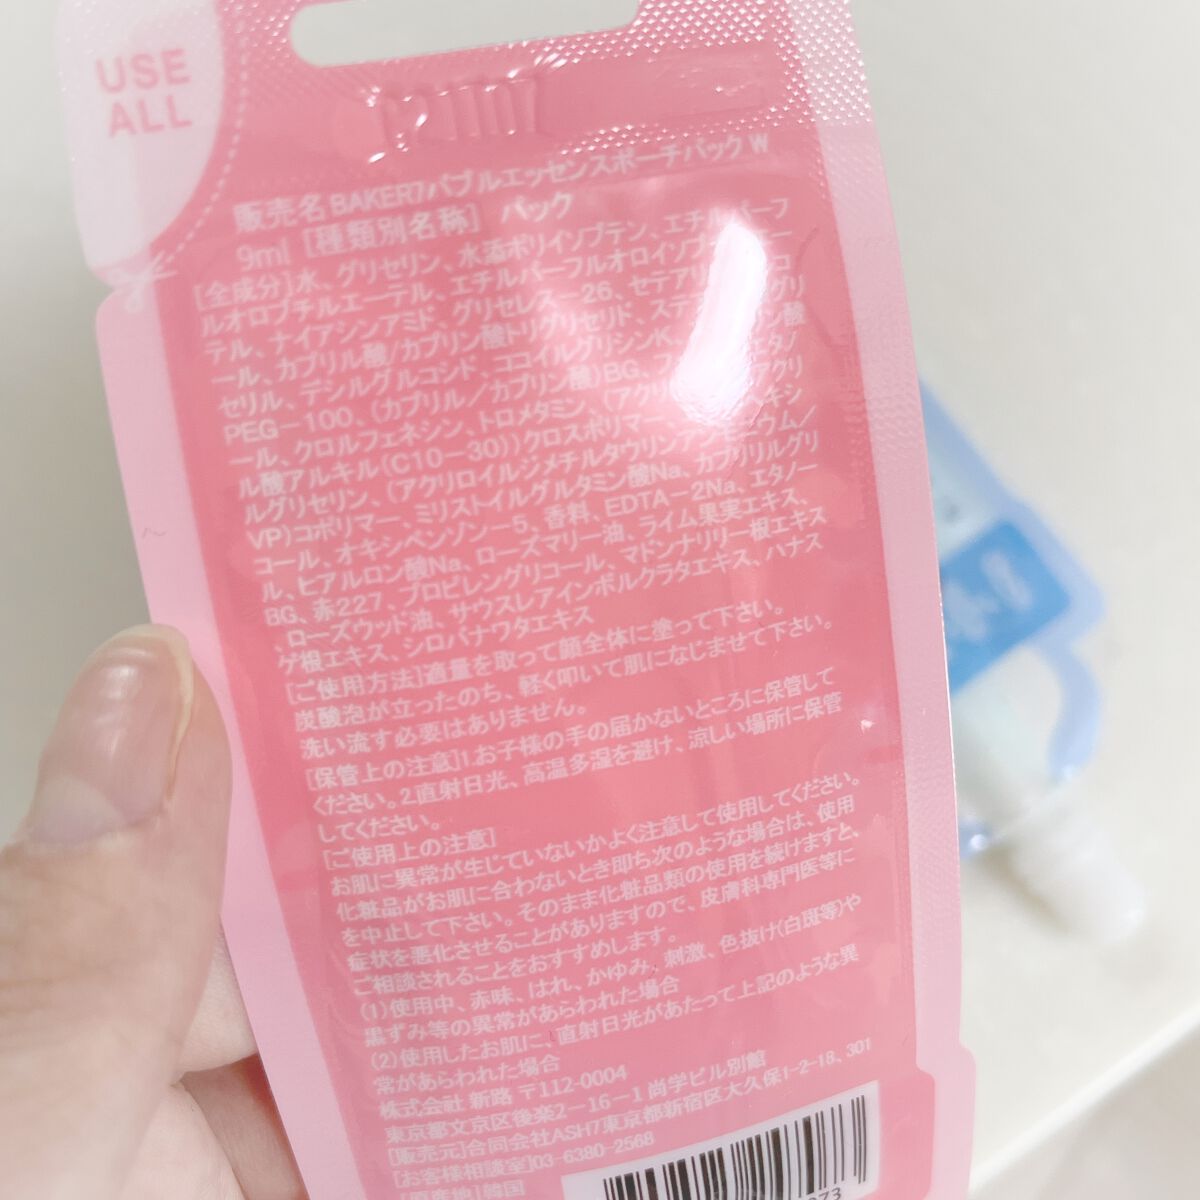 USE
ALL
販売名 BAKER7バブルエッセンスポーチパック W
9ml [種類別名称] パック
[全成分]水、グリセリン、水添ポリイソブテン、エチルパーフ
ルオロブチルエーテル、エチルパーフルオロイソブ
テル、ナイアシンアミド、グリセレス－26、セテアリ
ール、カプリル酸/カプリン酸トリグリセリド、ステ
セリル、デシルグルコシド、ココイルグリシンK、
PEG－100、(カプリル/カプリン酸)BG、
ール、クロルフェネシン、トロメタミン、(アクリ
ル酸アルキル(C10－30))クロスポリマー
ルグリセリン、(アクリロイルジメチルタウリンアンモニウム/
VP)コポリマー、ミリストイルグルタミン酸Na、カプリリルグリ
コール、オキシベンゾン－5、香料、EDTA－2Na、エタノー
ル、ヒアルロン酸Na、ローズマリー油、ライム果実エキス、
BG、赤227、プロピレングリコール、マドンナリリー根エキス
、ローズウッド油、サウスレアインボルクラタエキス、ハナス
ゲ根エキス、シロバナワタエキス
[ご使用方法]適量を取って顔全体に塗って下さい。
炭酸泡が立ったのち、軽く叩いて肌になじませて下さい。
洗い流す必要はありません。
[保管上の注意]1.お子様の手の届かないところに保管して
ください。2.直射日光、高温多湿を避け、涼しい場所に保管
してください。
[ご使用上の注意]
お肌に異常が生じていないかよく注意して使用してください。
化粧品がお肌に合わないとき即ち次のような場合は、使用
を中止して下さい。そのまま化粧品類の使用を続けますと、
症状を悪化させることがありますので、皮膚科専門医等に
ご相談されることをおすすめします。
(1)使用中、赤味、はれ、かゆみ、刺激、色抜け(白斑等)や
黒ずみ等の異常があらわれた場合
(2)使用したお肌に、直射日光があたって上記のような異
常があらわれた場合
株式会社 新路 〒112-0004
東京都文京区後楽2－16－1 尚学ビル別館
[販売元]合同会社ASH7東京都新宿区大久保1-2-18、301
[お客様相談室]03-6380-2568
[原産地]韓国